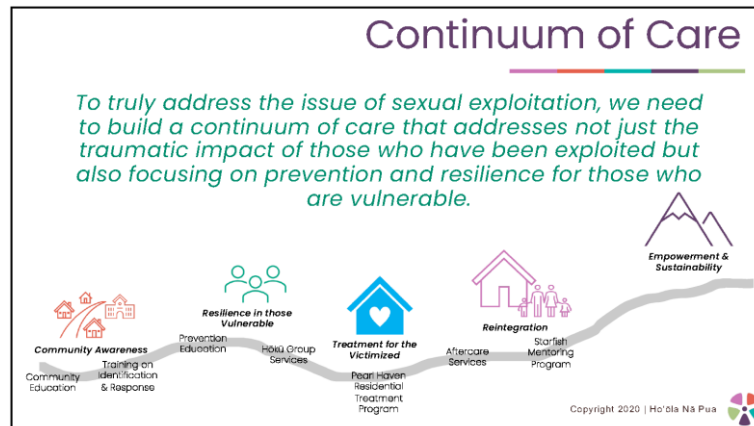 Continuum of Care
To truly address the issue of sexual exploitation, we need
to build a continuum of care that addresses not just the
traumatic impact of those who have been exploited but
also focusing on prevention and resilience for those who
are vulnerable.
Community Awareness
Community
Education
Training on
Identification
& Response
Resilience in those
Vulnerable
Prevention
Education
Hōkū Group
Services
Treatment for the
Victimized
Pearl Haven
Residential
Treatment
Program
Reintegration
Aftercare
Services
Starfish
Mentoring
Program
Empowerment &
Sustainability
Copyright 2020 | Ho'ōla Nā Pua